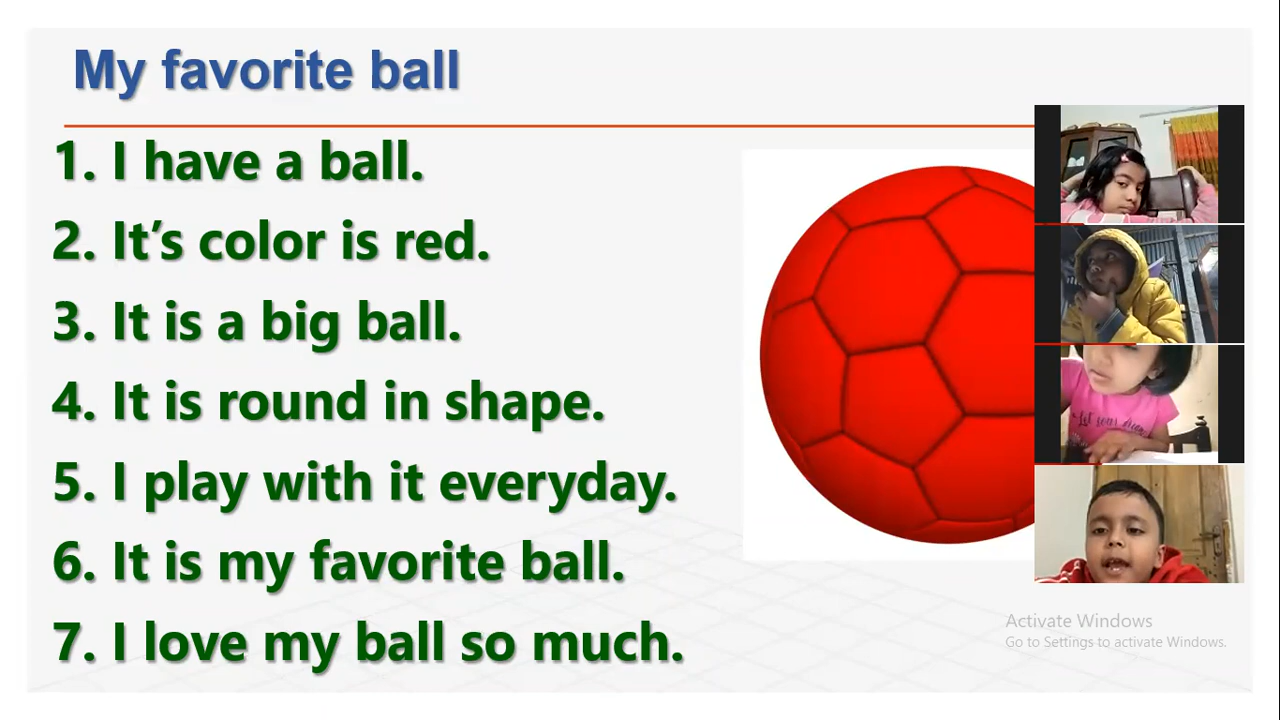 My favorite ball
1. I have a ball.
2. It’s color is red.
3. It is a big ball.
4. It is round in shape.
5. I play with it everyday.
6. It is my favorite ball.
7. I love my ball so much.
Activate Windows
Go to Settings to activate Windows.